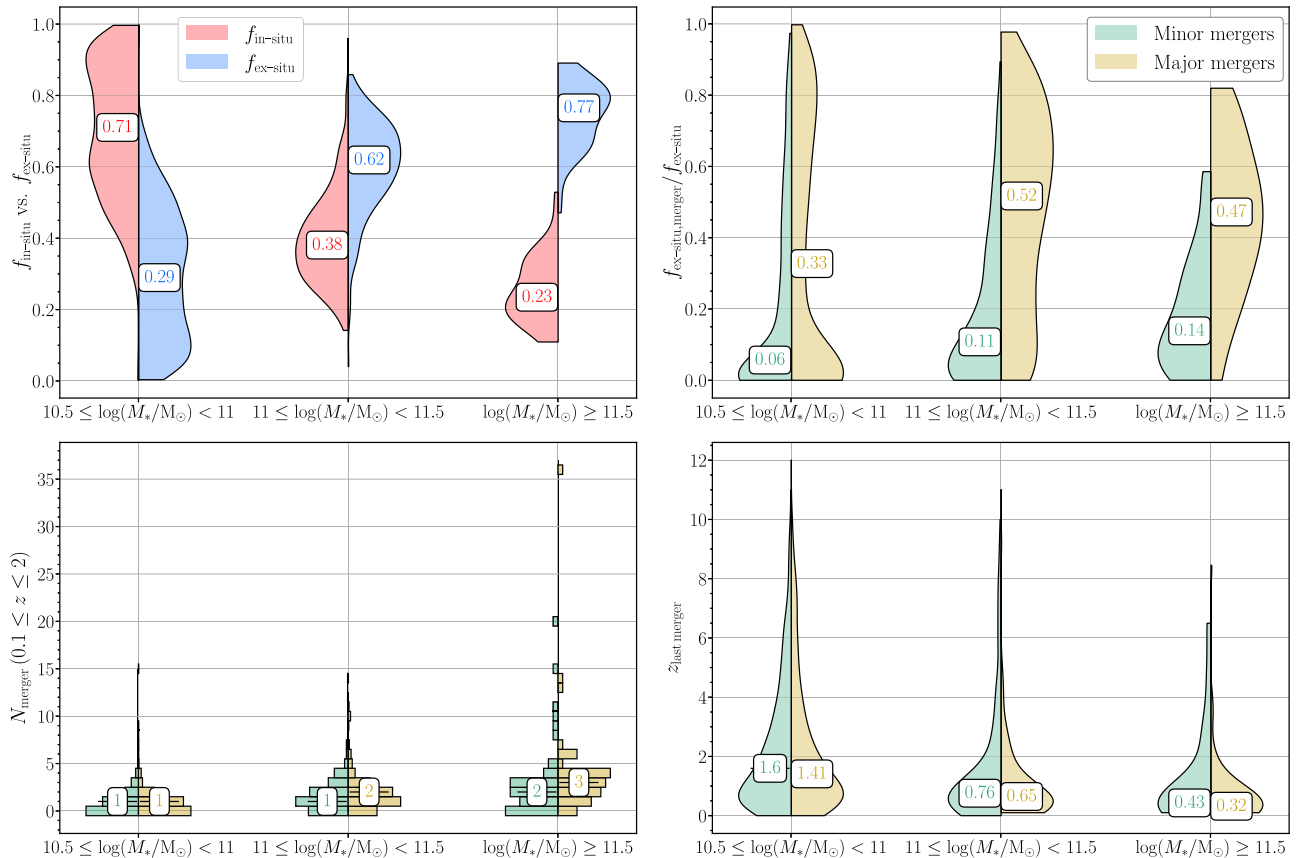 f_in-situ vs. f_ex-situ
1.0
0.8
0.6
0.4
0.2
0.0
f_in-situ
f_ex-situ
0.71
0.29
0.38
0.62
0.23
0.77
10.5 ≤ log(M_*/M_⊙) < 11
11 ≤ log(M_*/M_⊙) < 11.5
log(M_*/M_⊙) ≥ 11.5
f_ex-situ,merger / f_ex-situ
1.0
0.8
0.6
0.4
0.2
0.0
Minor mergers
Major mergers
0.06
0.33
0.11
0.52
0.14
0.47
10.5 ≤ log(M_*/M_⊙) < 11
11 ≤ log(M_*/M_⊙) < 11.5
log(M_*/M_⊙) ≥ 11.5
N_merger (0.1 ≤ z ≤ 2)
35
30
25
20
15
10
5
0
1
1
1
2
2
3
10.5 ≤ log(M_*/M_⊙) < 11
11 ≤ log(M_*/M_⊙) < 11.5
log(M_*/M_⊙) ≥ 11.5
z_last merger
12
10
8
6
4
2
0
1.6
1.41
0.76
0.65
0.43
0.32
10.5 ≤ log(M_*/M_⊙) < 11
11 ≤ log(M_*/M_⊙) < 11.5
log(M_*/M_⊙) ≥ 11.5